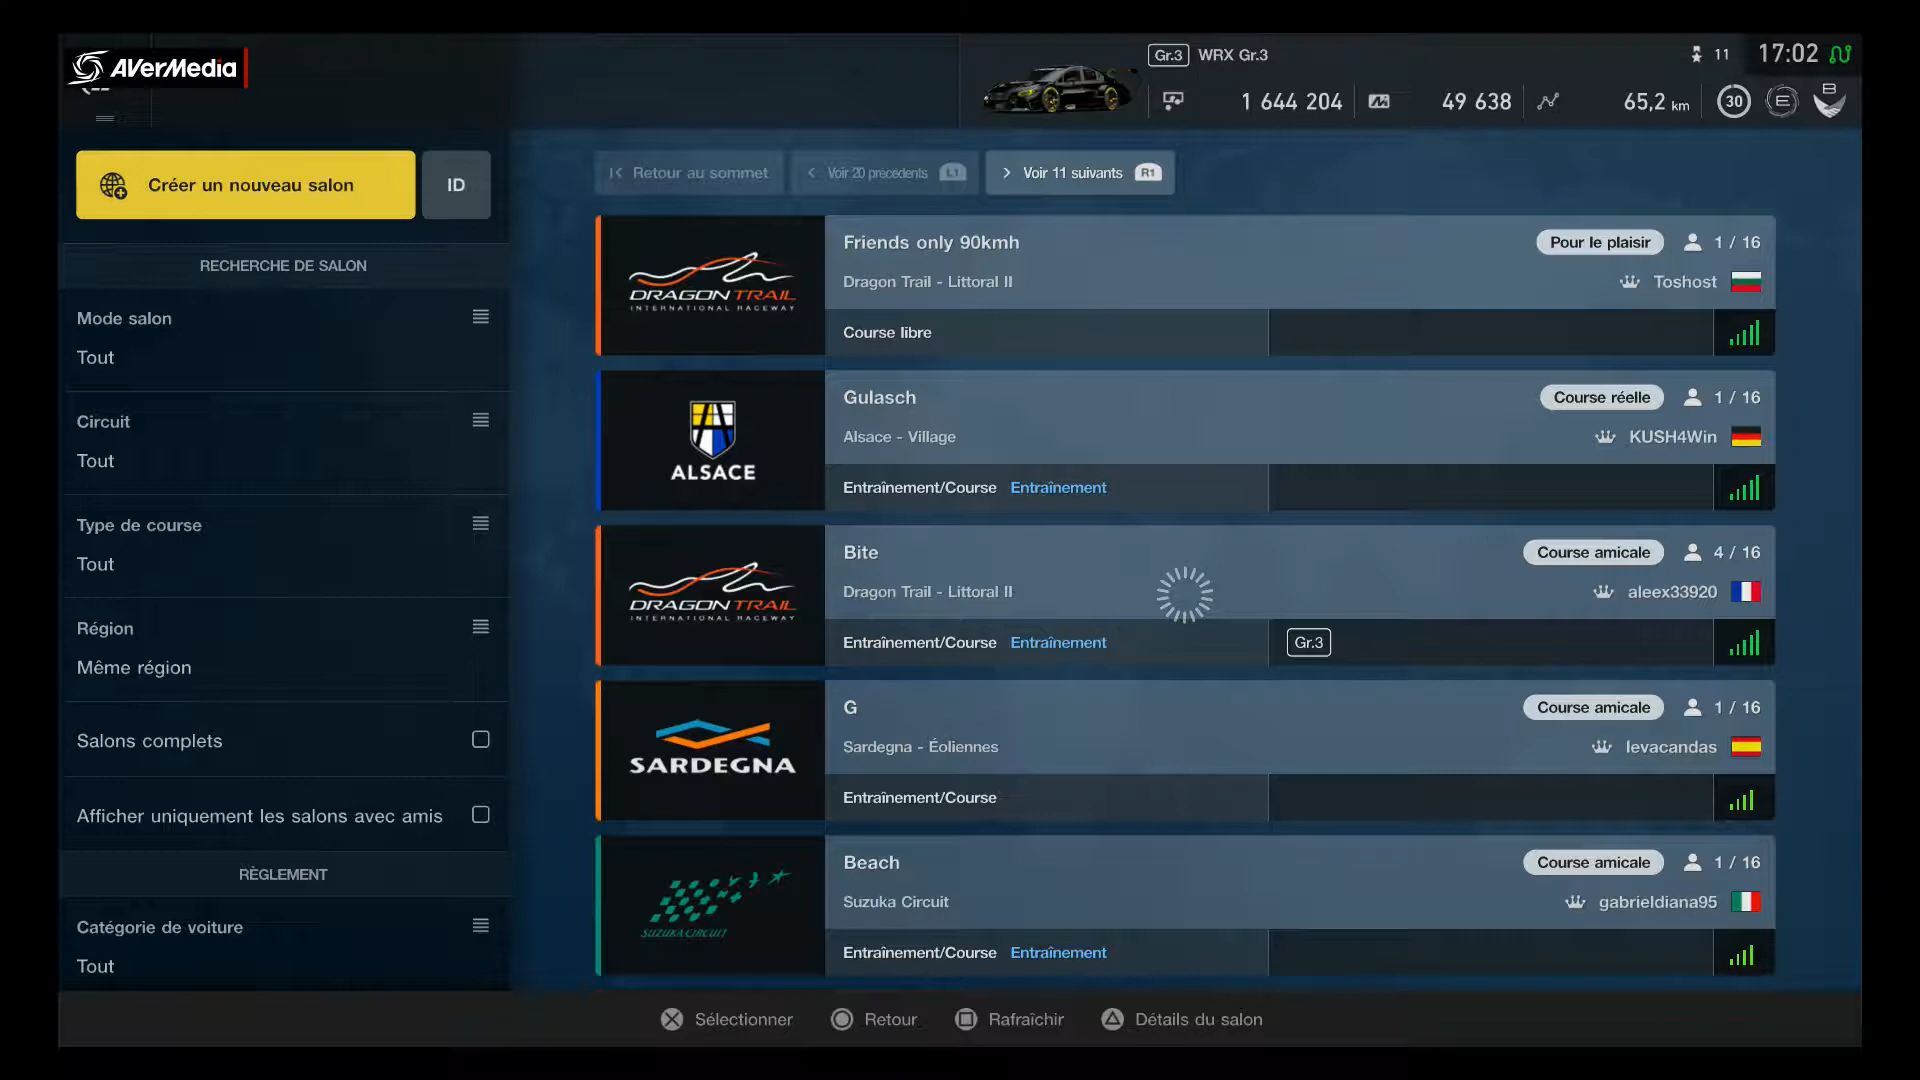 AVerMedia
Gr.3 WRX Gr.3
11 17:02
1 644 204 49 638 65,2 km 30 E B
Créer un nouveau salon ID
Retour au sommet Voir 20 précédents L1 Voir 11 suivants R1
RECHERCHE DE SALON
Mode salon
Tout
Circuit
Tout
Type de course
Tout
Région
Même région
Salons complets
Afficher uniquement les salons avec amis
RÈGLEMENT
Catégorie de voiture
Tout
DRAGON TRAIL
INTERNATIONAL RACEWAY
Friends only 90kmh Pour le plaisir 1 / 16
Dragon Trail - Littoral II Toshost
Course libre
ALSACE
Gulasch Course réelle 1 / 16
Alsace - Village KUSH4Win
Entraînement/Course Entraînement
DRAGON TRAIL
INTERNATIONAL RACEWAY
Bite Course amicale 4 / 16
Dragon Trail - Littoral II aleex33920
Entraînement/Course Entraînement Gr.3
SARDEGNA
G Course amicale 1 / 16
Sardegna - Éoliennes levacandas
Entraînement/Course
SUZUKA CIRCUIT
Beach Course amicale 1 / 16
Suzuka Circuit gabrieldiana95
Entraînement/Course Entraînement
Sélectionner Retour Rafraîchir Détails du salon